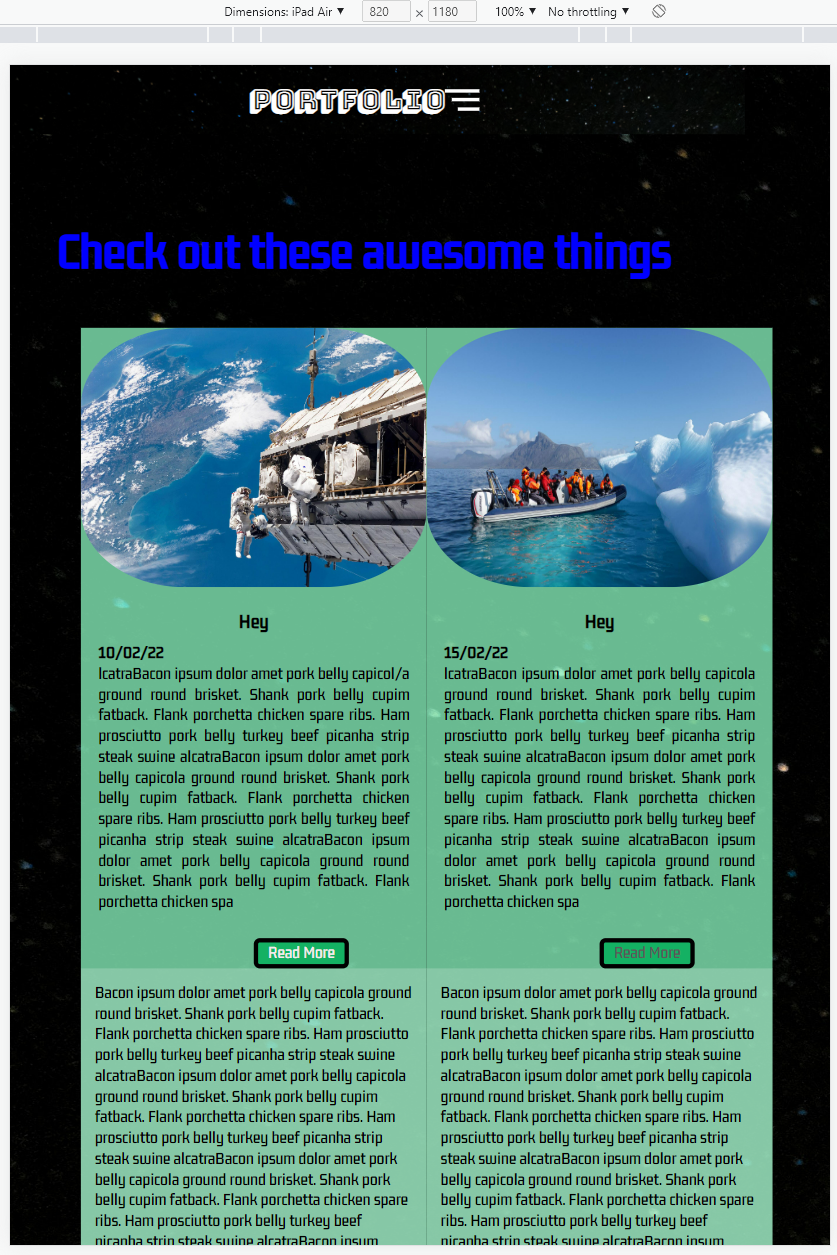 Dimensions: iPad Air ▼ 820 × 1180 100% ▼ No throttling ▼
PORTFOLIO
Check out these awesome things
Hey
10/02/22
lcatraBacon ipsum dolor amet pork belly capicol/a
ground round brisket. Shank pork belly cupim
fatback. Flank porchetta chicken spare ribs. Ham
prosciutto pork belly turkey beef picanha strip
steak swine alcatraBacon ipsum dolor amet pork
belly capicola ground round brisket. Shank pork
belly cupim fatback. Flank porchetta chicken
spare ribs. Ham prosciutto pork belly turkey beef
picanha strip steak swine alcatraBacon ipsum
dolor amet pork belly capicola ground round
brisket. Shank pork belly cupim fatback. Flank
porchetta chicken spa
Read More
Bacon ipsum dolor amet pork belly capicola ground
round brisket. Shank pork belly cupim fatback.
Flank porchetta chicken spare ribs. Ham prosciutto
pork belly turkey beef picanha strip steak swine
alcatraBacon ipsum dolor amet pork belly capicola
ground round brisket. Shank pork belly cupim
fatback. Flank porchetta chicken spare ribs. Ham
prosciutto pork belly turkey beef picanha strip
steak swine alcatraBacon ipsum dolor amet pork
belly capicola ground round brisket. Shank pork
belly cupim fatback. Flank porchetta chicken spare
ribs. Ham prosciutto pork belly turkey beef
picanha strip steak swine alcatraBacon ipsum
Hey
15/02/22
lcatraBacon ipsum dolor amet pork belly capicola
ground round brisket. Shank pork belly cupim
fatback. Flank porchetta chicken spare ribs. Ham
prosciutto pork belly turkey beef picanha strip
steak swine alcatraBacon ipsum dolor amet pork
belly capicola ground round brisket. Shank pork
belly cupim fatback. Flank porchetta chicken
spare ribs. Ham prosciutto pork belly turkey beef
picanha strip steak swine alcatraBacon ipsum
dolor amet pork belly capicola ground round
brisket. Shank pork belly cupim fatback. Flank
porchetta chicken spa
Read More
Bacon ipsum dolor amet pork belly capicola ground
round brisket. Shank pork belly cupim fatback.
Flank porchetta chicken spare ribs. Ham prosciutto
pork belly turkey beef picanha strip steak swine
alcatraBacon ipsum dolor amet pork belly capicola
ground round brisket. Shank pork belly cupim
fatback. Flank porchetta chicken spare ribs. Ham
prosciutto pork belly turkey beef picanha strip
steak swine alcatraBacon ipsum dolor amet pork
belly capicola ground round brisket. Shank pork
belly cupim fatback. Flank porchetta chicken spare
ribs. Ham prosciutto pork belly turkey beef
picanha strip steak swine alcatraBacon ipsum